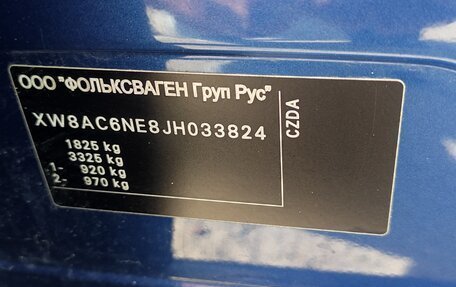 ООО "ФОЛЬКСВАГЕН Груп Рус"
XW8AC6NE8JH033824
1825 kg
3325 kg
1- 920 kg
2- 970 kg
CZDA